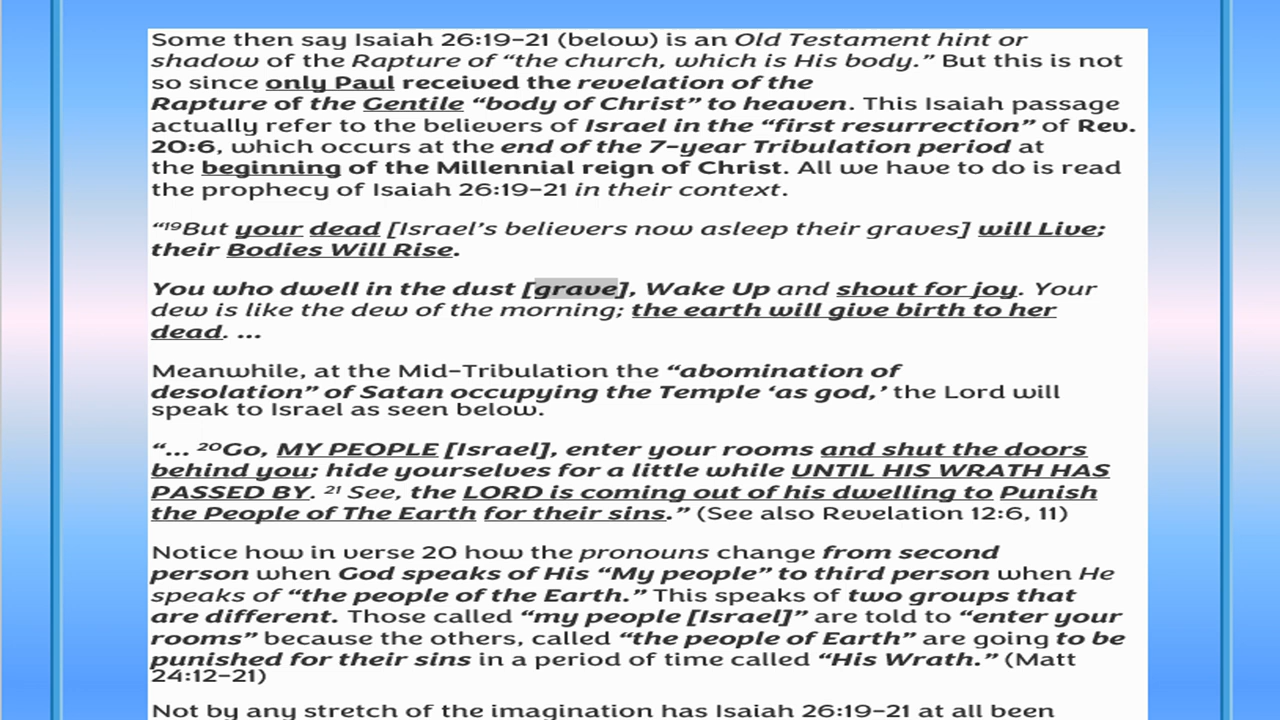 Some then say Isaiah 26:19–21 (below) is an Old Testament hint or
shadow of the Rapture of “the church, which is His body.” But this is not
so since only Paul received the revelation of the
Rapture of the Gentile “body of Christ” to heaven. This Isaiah passage
actually refer to the believers of Israel in the “first resurrection” of Rev.
20:6, which occurs at the end of the 7–year Tribulation period at
the beginning of the Millennial reign of Christ. All we have to do is read
the prophecy of Isaiah 26:19–21 in their context.
“¹⁹But your dead [Israel’s believers now asleep their graves] will Live;
their Bodies Will Rise.
You who dwell in the dust [grave], Wake Up and shout for joy. Your
dew is like the dew of the morning; the earth will give birth to her
dead. ...
Meanwhile, at the Mid–Tribulation the “abomination of
desolation” of Satan occupying the Temple ‘as god,’ the Lord will
speak to Israel as seen below.
“... ²⁰Go, MY PEOPLE [Israel], enter your rooms and shut the doors
behind you; hide yourselves for a little while UNTIL HIS WRATH HAS
PASSED BY. ²¹ See, the LORD is coming out of his dwelling to Punish
the People of The Earth for their sins.” (See also Revelation 12:6, 11)
Notice how in verse 20 how the pronouns change from second
person when God speaks of His “My people” to third person when He
speaks of “the people of the Earth.” This speaks of two groups that
are different. Those called “my people [Israel]” are told to “enter your
rooms” because the others, called “the people of Earth” are going to be
punished for their sins in a period of time called “His Wrath.” (Matt
24:12–21)
Not by any stretch of the imagination has Isaiah 26:19–21 at all been